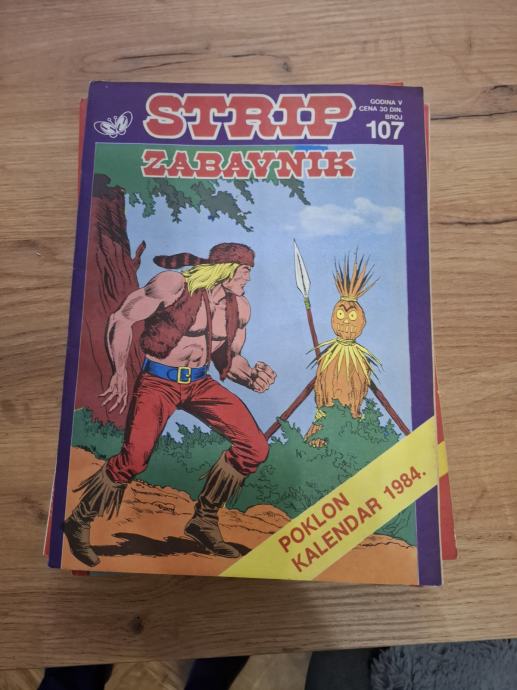 STRIP
ZABAVNIK
GODINA V
CENA 30 DIN.
BROJ
107
POKLON
KALENDAR 1984.